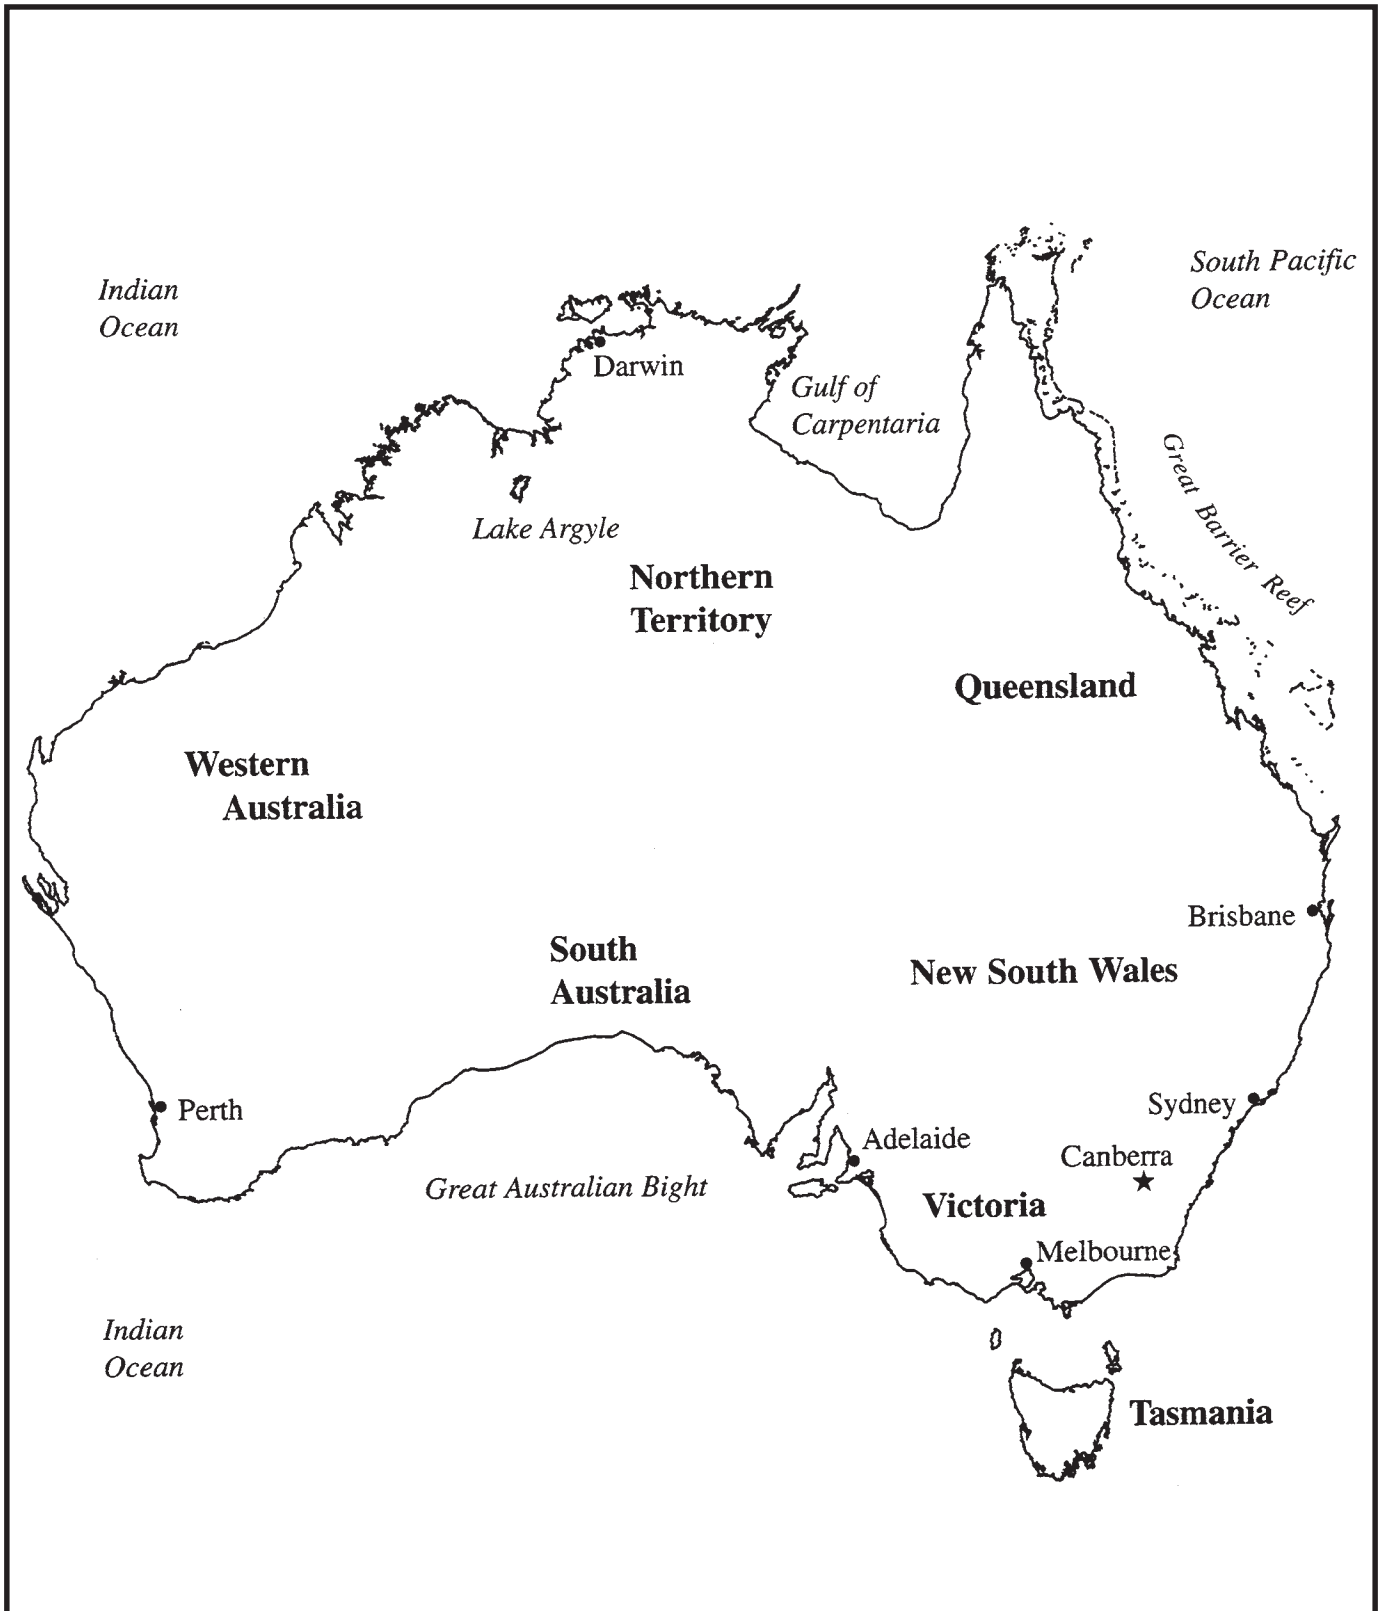 South Pacific
Ocean
Indian
Ocean
Darwin
Gulf of
Carpentaria
Great Barrier Reef
Lake Argyle
Northern
Territory
Queensland
Western
Australia
Brisbane
South
Australia
New South Wales
Perth
Sydney
Adelaide
Canberra
Great Australian Bight
Victoria
Melbourne
Indian
Ocean
Tasmania